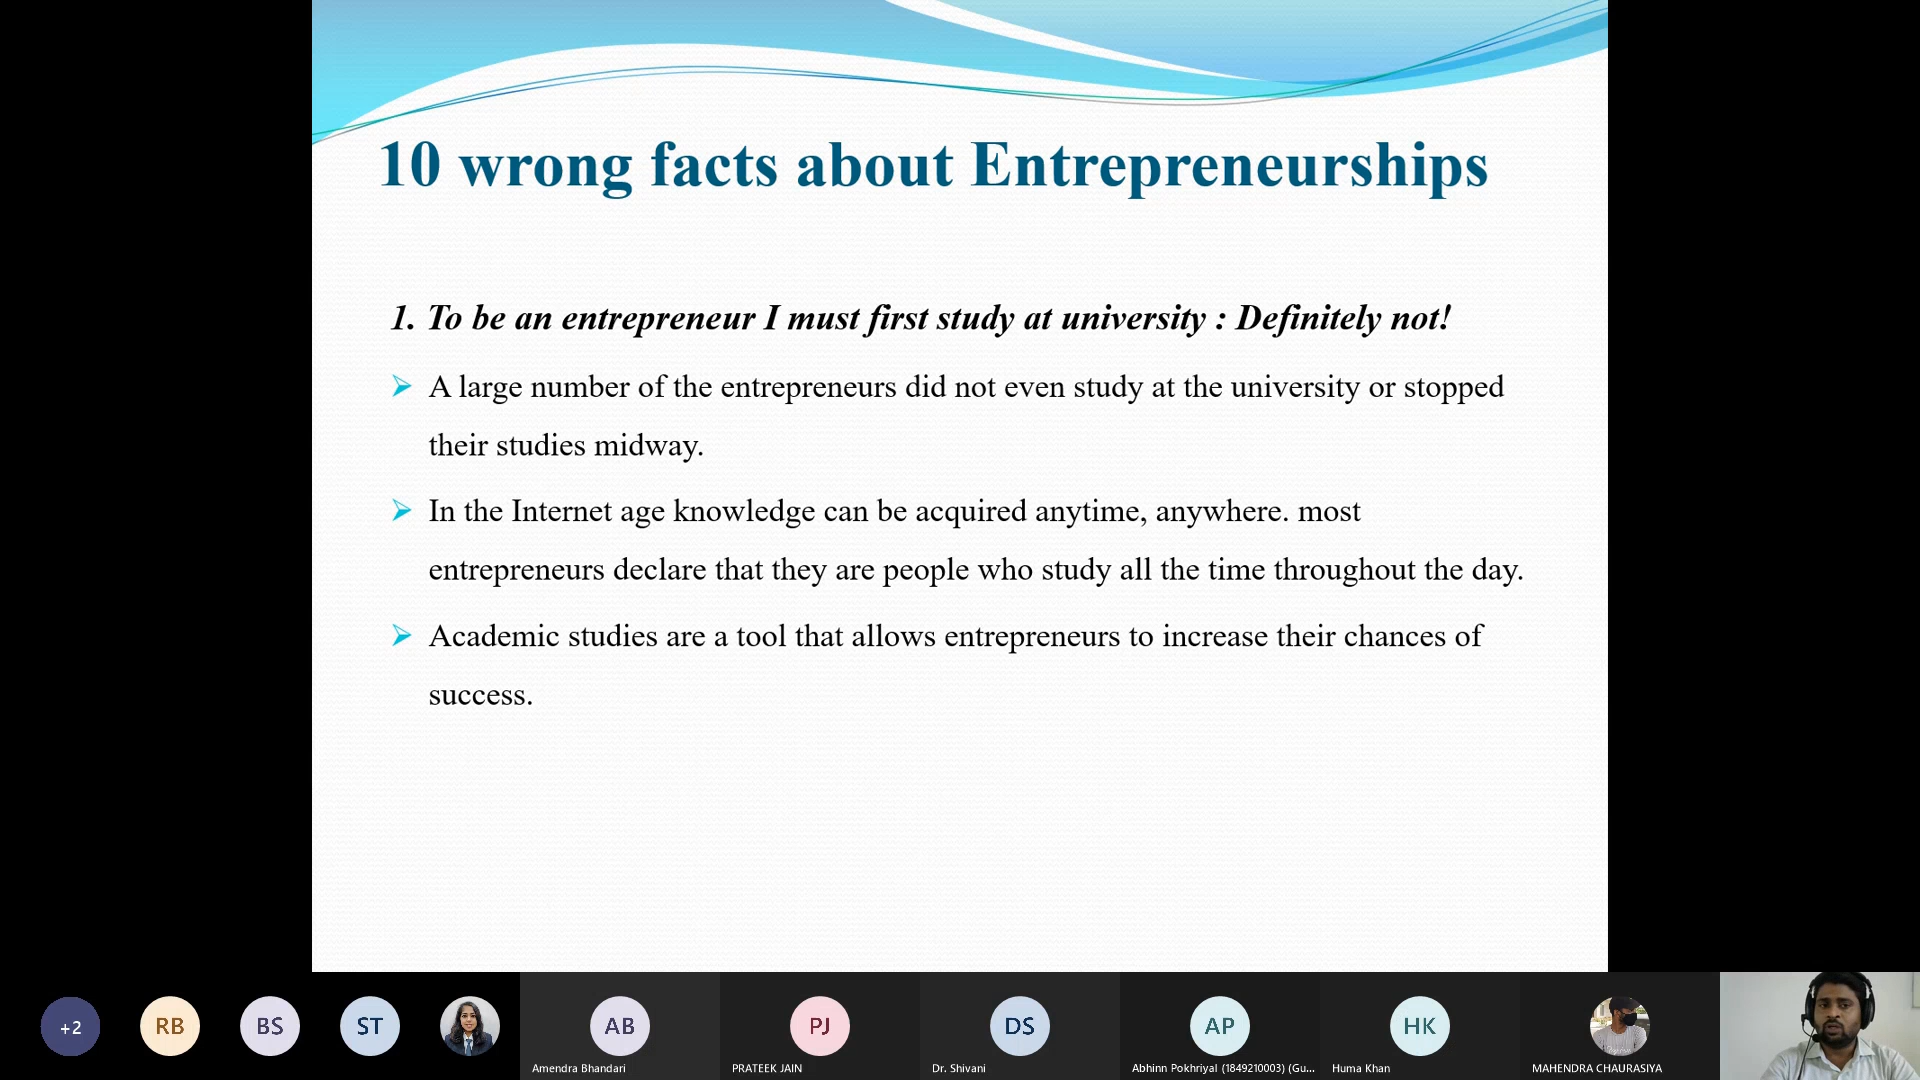 10 wrong facts about Entrepreneurships
1. To be an entrepreneur I must first study at university : Definitely not!
A large number of the entrepreneurs did not even study at the university or stopped
their studies midway.
In the Internet age knowledge can be acquired anytime, anywhere. most
entrepreneurs declare that they are people who study all the time throughout the day.
Academic studies are a tool that allows entrepreneurs to increase their chances of
success.
+2
RB
BS
ST
AB
Amendra Bhandari
PJ
PRATEEK JAIN
DS
Dr. Shivani
AP
Abhinn Pokhriyal (1849210003) (Gu...
HK
Huma Khan
MAHENDRA CHAURASIYA